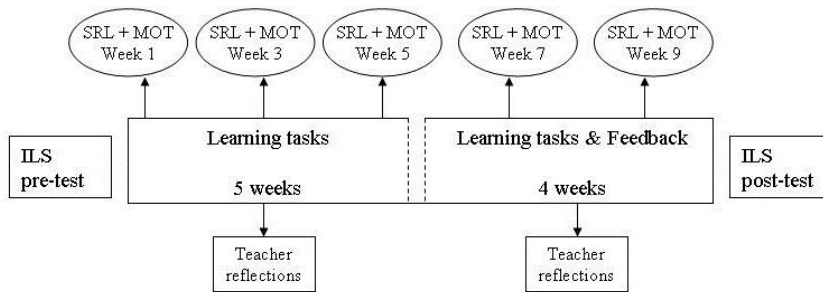 SRL + MOT
Week 1
SRL + MOT
Week 3
SRL + MOT
Week 5
SRL + MOT
Week 7
SRL + MOT
Week 9
ILS
pre-test
Learning tasks
5 weeks
Learning tasks & Feedback
4 weeks
ILS
post-test
Teacher
reflections
Teacher
reflections